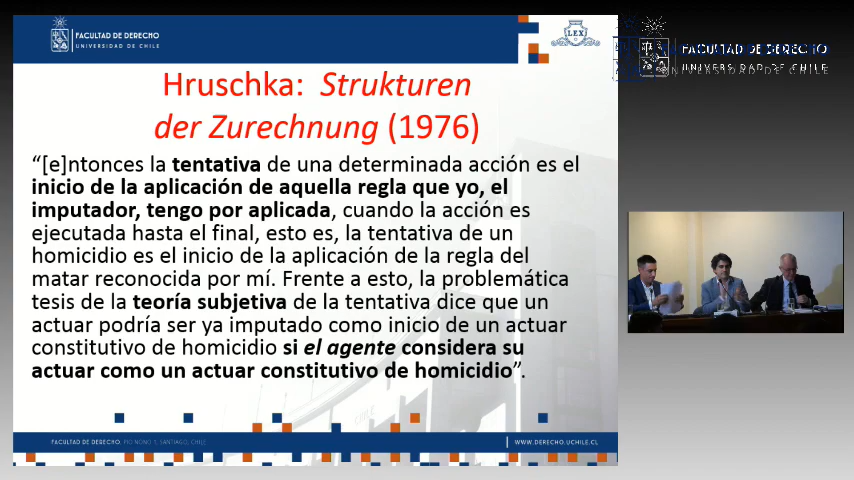 FACULTAD DE DERECHO
UNIVERSIDAD DE CHILE
LEX
FACULTAD DE DERECHO
UNIVERSIDAD DE CHILE
Hruschka: Strukturen
der Zurechnung (1976)
“[e]ntonces la tentativa de una determinada acción es el
inicio de la aplicación de aquella regla que yo, el
imputador, tengo por aplicada, cuando la acción es
ejecutada hasta el final, esto es, la tentativa de un
homicidio es el inicio de la aplicación de la regla del
matar reconocida por mí. Frente a esto, la problemática
tesis de la teoría subjetiva de la tentativa dice que un
actuar podría ser ya imputado como inicio de un actuar
constitutivo de homicidio si el agente considera su
actuar como un actuar constitutivo de homicidio”.
FACULTAD DE DERECHO, PIO NONO 1, SANTIAGO, CHILE
WWW.DERECHO.UCHILE.CL